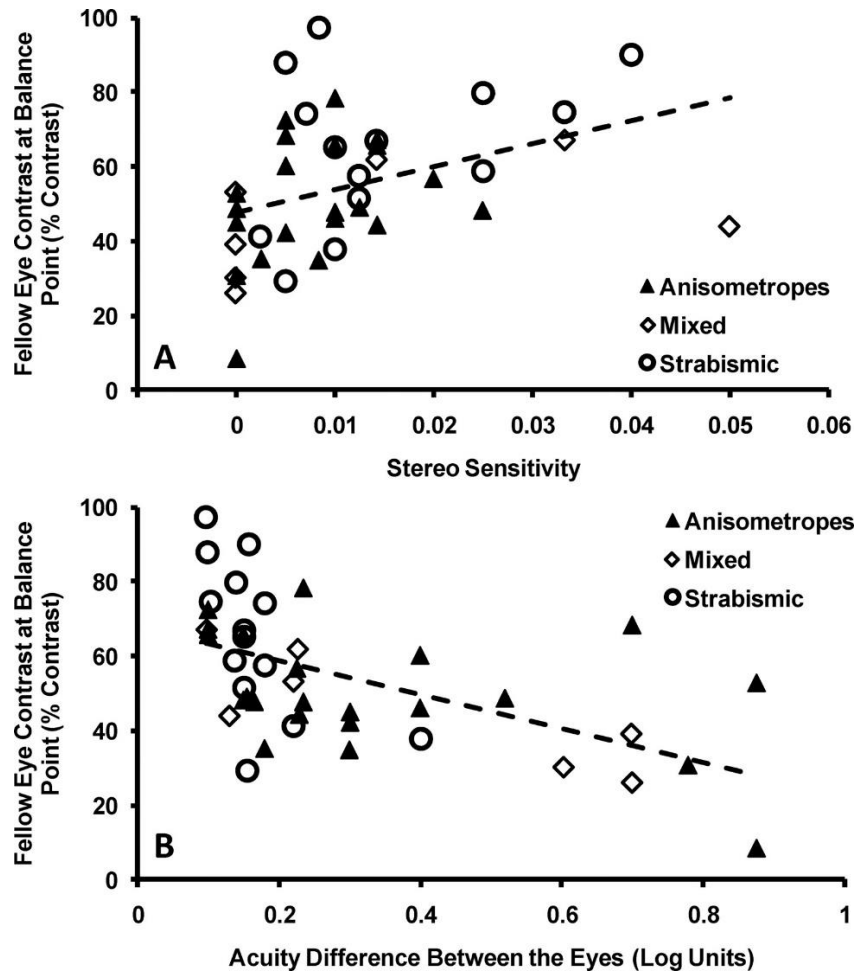 Fellow Eye Contrast at Balance
Point (% Contrast)
100
80
60
40
20
0
A
Anisometropes
Mixed
Strabismic
0
0.01
0.02
0.03
0.04
0.05
0.06
Stereo Sensitivity
Fellow Eye Contrast at Balance
Point (% Contrast)
100
80
60
40
20
0
B
Anisometropes
Mixed
Strabismic
0
0.2
0.4
0.6
0.8
1
Acuity Difference Between the Eyes (Log Units)